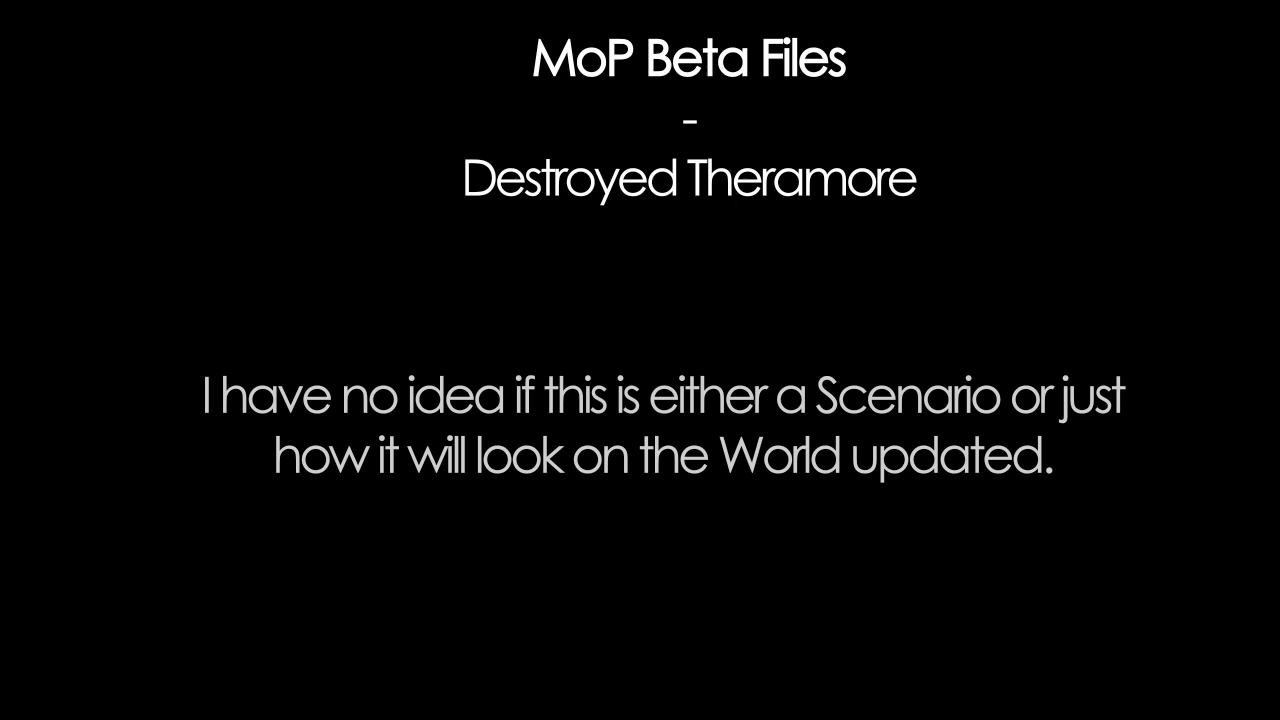 MoP Beta Files
-
Destroyed Theramore
I have no idea if this is either a Scenario or just
how it will look on the World updated.